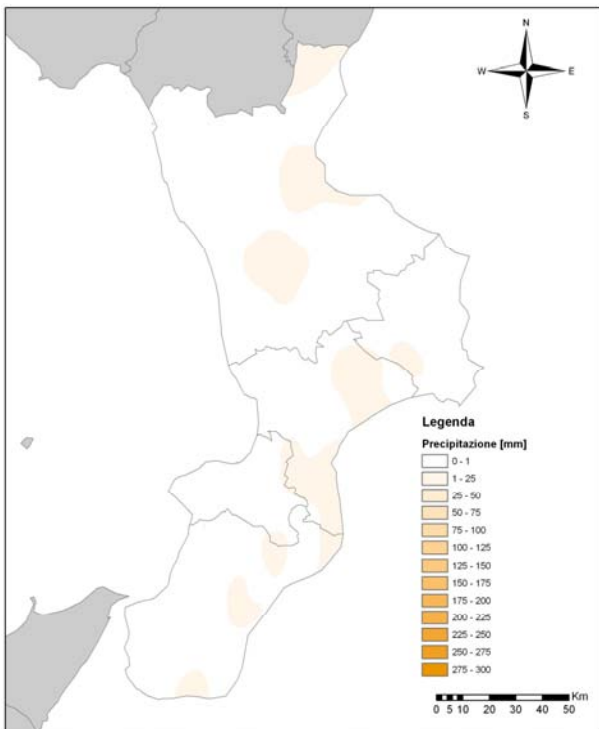 N
W E
S
Legenda
Precipitazione [mm]
0 - 1
1 - 25
25 - 50
50 - 75
75 - 100
100 - 125
125 - 150
150 - 175
175 - 200
200 - 225
225 - 250
250 - 275
275 - 300
Km
0 5 10 20 30 40 50